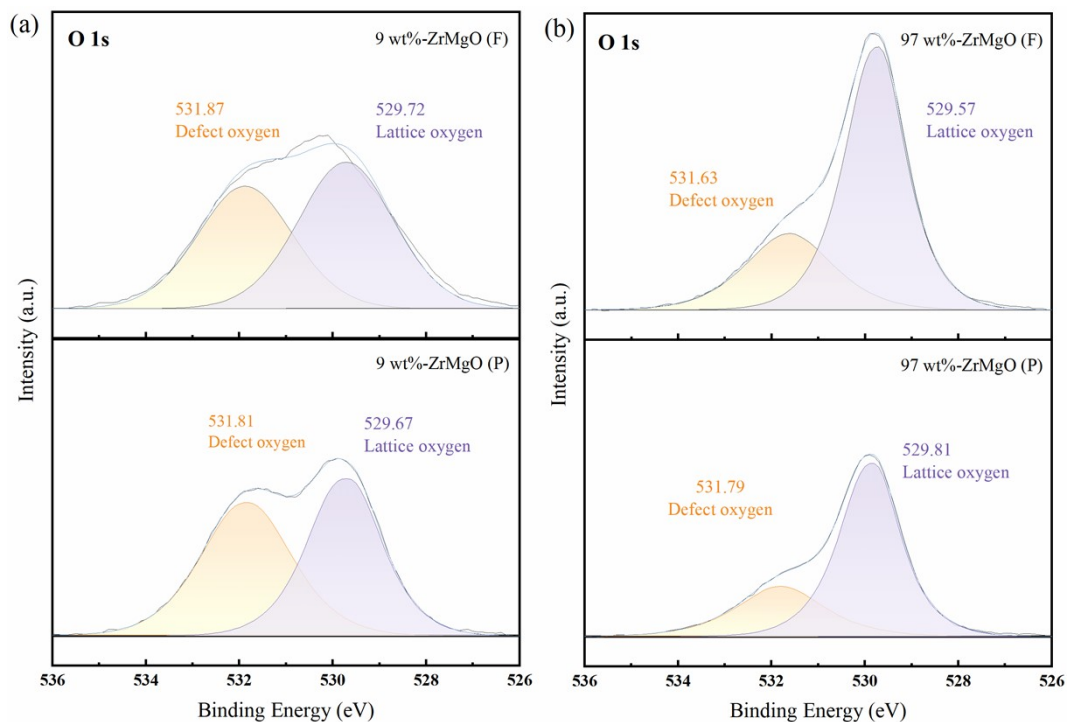 (a)
O 1s
9 wt%-ZrMgO (F)
531.87
Defect oxygen
529.72
Lattice oxygen
9 wt%-ZrMgO (P)
531.81
Defect oxygen
529.67
Lattice oxygen
Intensity (a.u.)
536 534 532 530 528 526
Binding Energy (eV)
(b)
O 1s
97 wt%-ZrMgO (F)
529.57
Lattice oxygen
531.63
Defect oxygen
97 wt%-ZrMgO (P)
529.81
Lattice oxygen
531.79
Defect oxygen
Intensity (a.u.)
536 534 532 530 528 526
Binding Energy (eV)